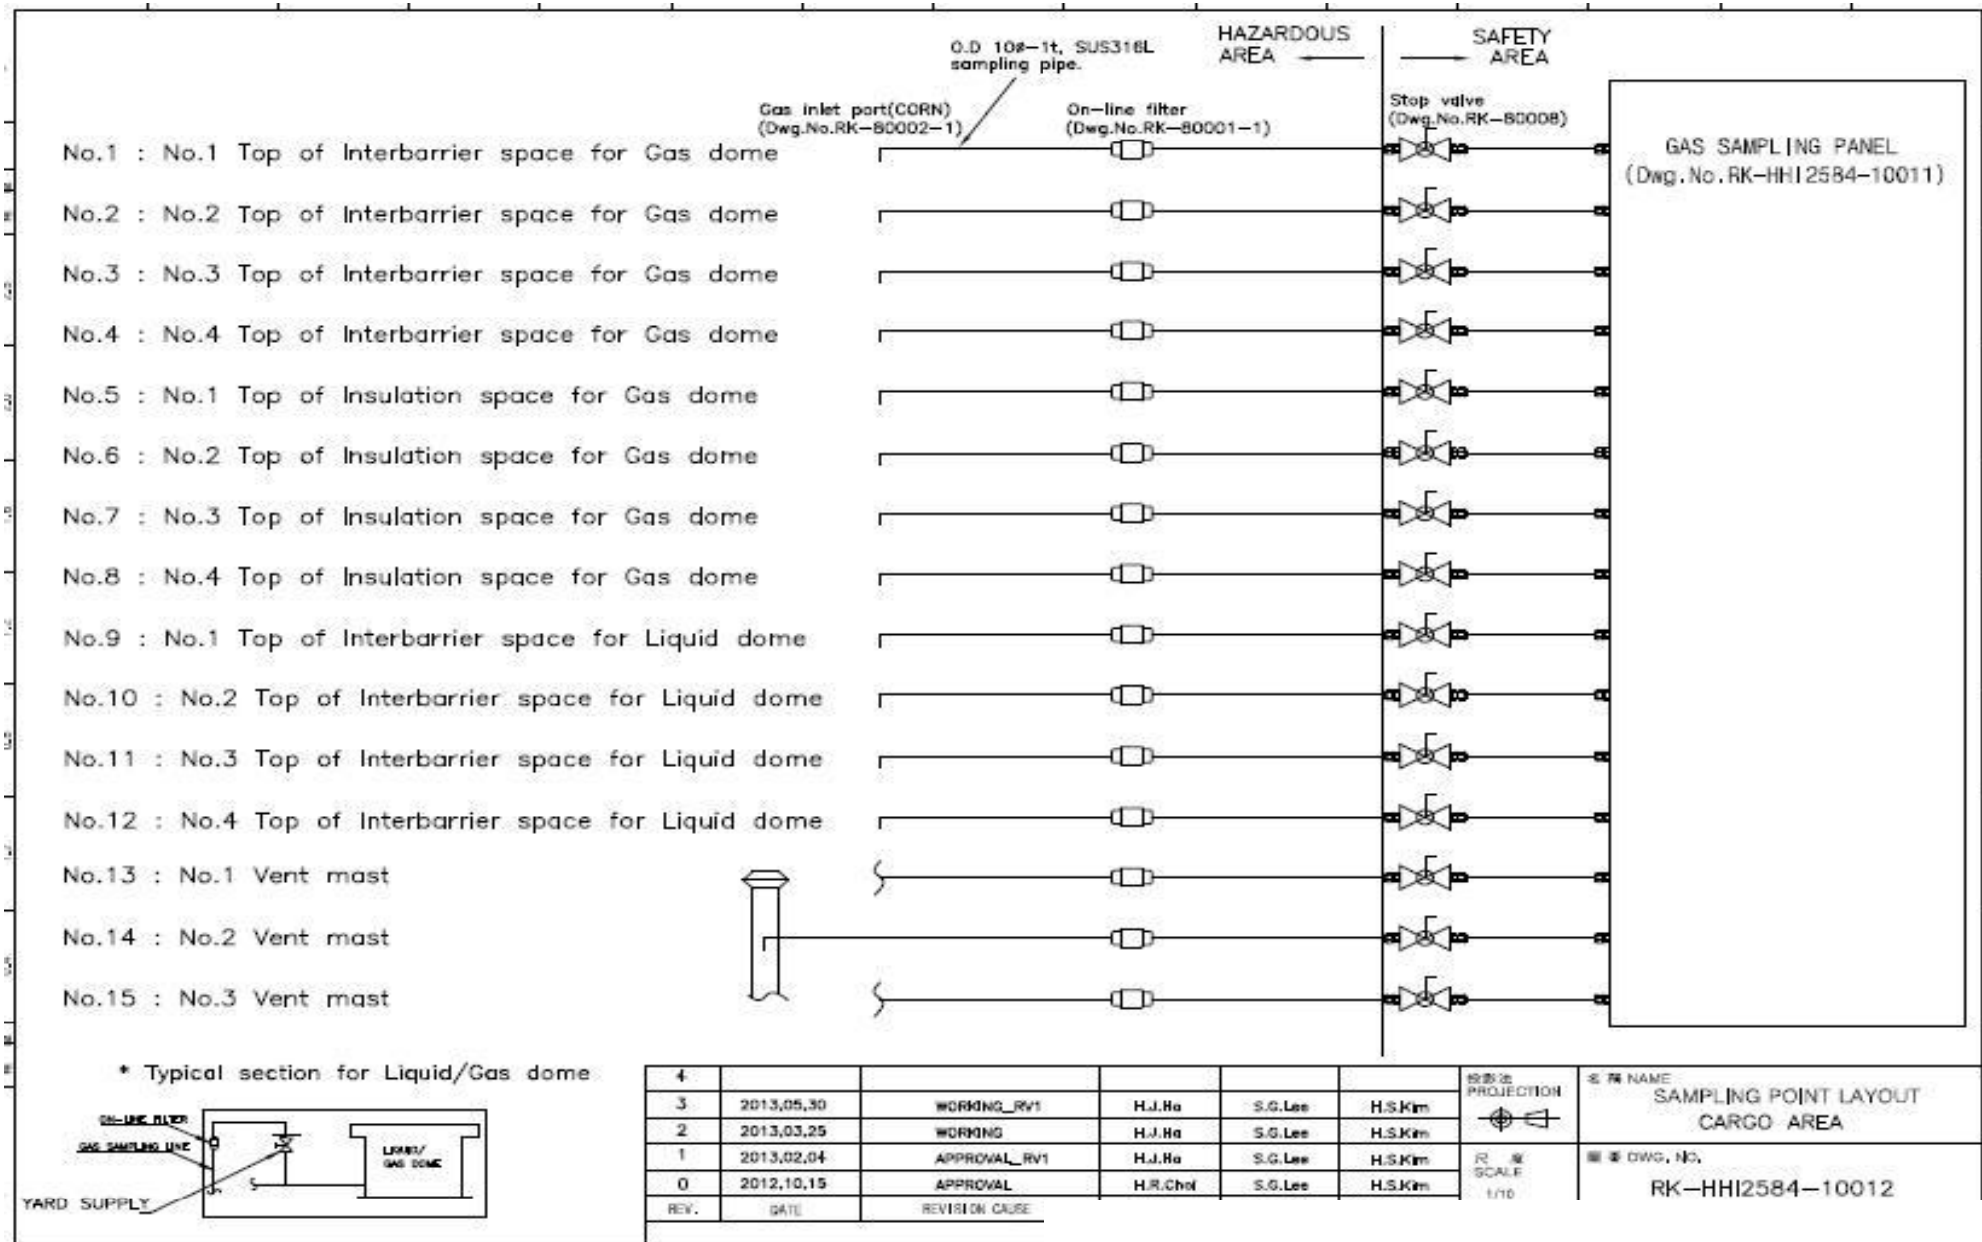 O.D 10ø-1t, SUS316L
sampling pipe.
HAZARDOUS
AREA
SAFETY
AREA
Gas inlet port(CORN)
(Dwg.No.RK-80002-1)
On-line filter
(Dwg.No.RK-80001-1)
Stop valve
(Dwg.No.RK-80008)
GAS SAMPLING PANEL
(Dwg.No.RK-HHI2584-10011)
No.1 : No.1 Top of Interbarrier space for Gas dome
No.2 : No.2 Top of Interbarrier space for Gas dome
No.3 : No.3 Top of Interbarrier space for Gas dome
No.4 : No.4 Top of Interbarrier space for Gas dome
No.5 : No.1 Top of Insulation space for Gas dome
No.6 : No.2 Top of Insulation space for Gas dome
No.7 : No.3 Top of Insulation space for Gas dome
No.8 : No.4 Top of Insulation space for Gas dome
No.9 : No.1 Top of Interbarrier space for Liquid dome
No.10 : No.2 Top of Interbarrier space for Liquid dome
No.11 : No.3 Top of Interbarrier space for Liquid dome
No.12 : No.4 Top of Interbarrier space for Liquid dome
No.13 : No.1 Vent mast
No.14 : No.2 Vent mast
No.15 : No.3 Vent mast
* Typical section for Liquid/Gas dome
ON-LINE FILTER
GAS SAMPLING LINE
YARD SUPPLY
LIQUID/
GAS DOME
4
3 2013,05,30 WORKING_RV1 H.J.Ha S.G.Lee H.S.Kim
2 2013,03,25 WORKING H.J.Ha S.G.Lee H.S.Kim
1 2013,02,04 APPROVAL_RV1 H.J.Ha S.G.Lee H.S.Kim
0 2012,10,15 APPROVAL H.R.Choi S.G.Lee H.S.Kim
REV. DATE REVISION CAUSE
PROJECTION
SCALE
1/10
NAME
SAMPLING POINT LAYOUT
CARGO AREA
DWG, NO,
RK-HHI2584-10012